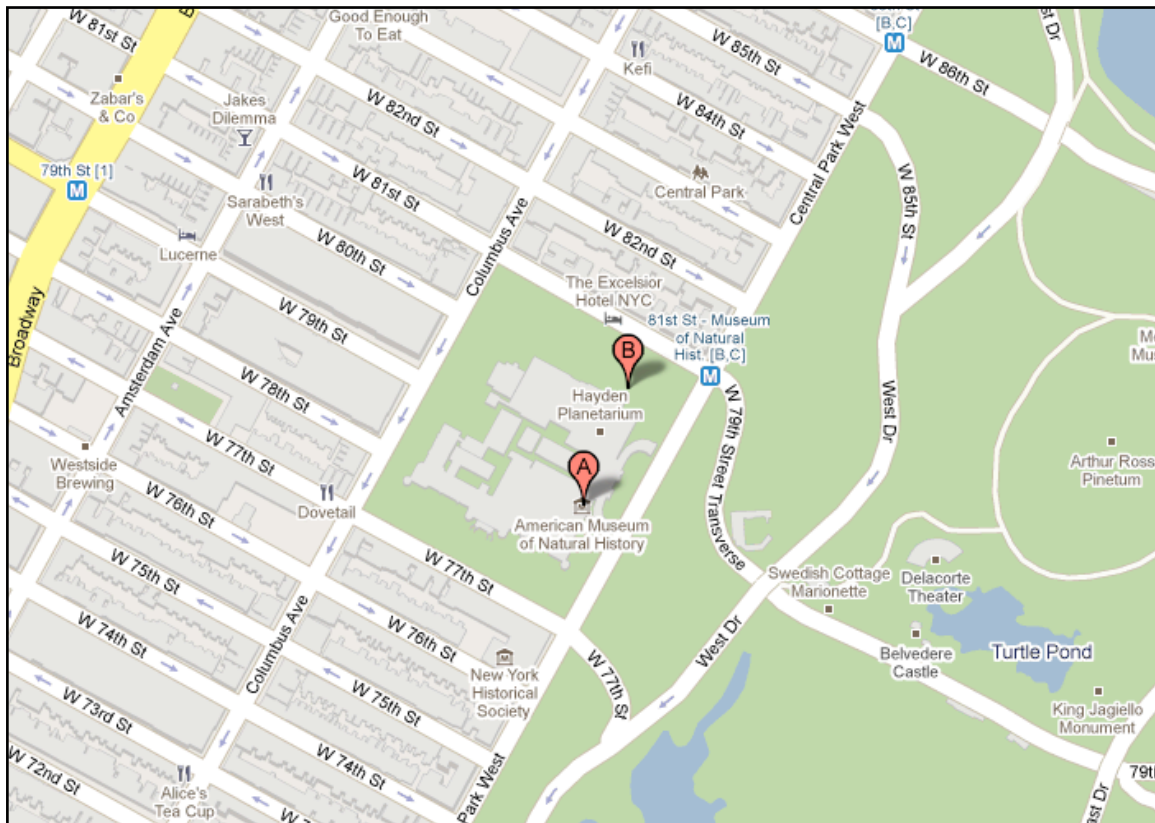 Good Enough
To Eat
W 81st St
[B,C]
West Dr
Kefi
W 85th St
W 86th St
Zabar's
& Co
Jakes
Dilemma
W 82nd St
W 84th St
Central Park West
79th St [1]
M
M
Sarabeth's
West
W 81st St
Central Park
W 85th St
Lucerne
W 80th St
Columbus Ave
W 82nd St
The Excelsior
Hotel NYC
Broadway
W 79th St
81st St - Museum
of Natural
Hist. [B,C]
M
B
Amsterdam Ave
W 78th St
Hayden
Planetarium
West Dr
W 79th Street Transverse
W 77th St
A
Arthur Ross
Pinetum
Westside
Brewing
W 76th St
Dovetail
American Museum
of Natural History
W 75th St
W 77th St
Swedish Cottage
Marionette
Delacorte
Theater
W 74th St
Columbus Ave
W 76th St
West Dr
Belvedere
Castle
Turtle Pond
W 77th St
New York
Historical
Society
W 73rd St
W 75th St
King Jagiello
Monument
W 72nd St
W 74th St
Park West
79th
Alice's
Tea Cup
ast Dr